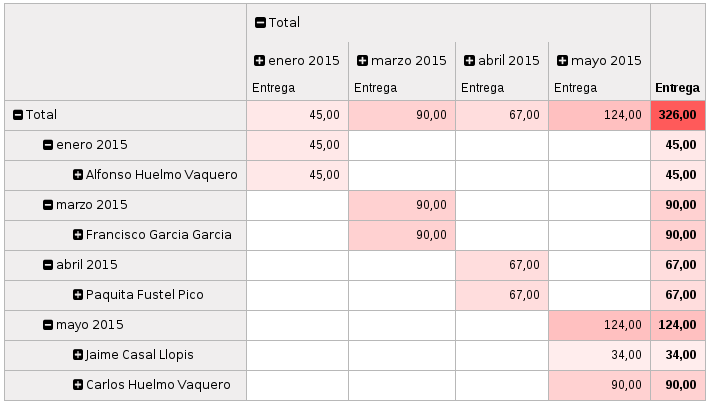 Total
enero 2015 marzo 2015 abril 2015 mayo 2015
Entrega Entrega Entrega Entrega Entrega
Total 45,00 90,00 67,00 124,00 326,00
enero 2015 45,00 45,00
Alfonso Huelmo Vaquero 45,00 45,00
marzo 2015 90,00 90,00
Francisco Garcia Garcia 90,00 90,00
abril 2015 67,00 67,00
Paquita Fustel Pico 67,00 67,00
mayo 2015 124,00 124,00
Jaime Casal Llopis 34,00 34,00
Carlos Huelmo Vaquero 90,00 90,00